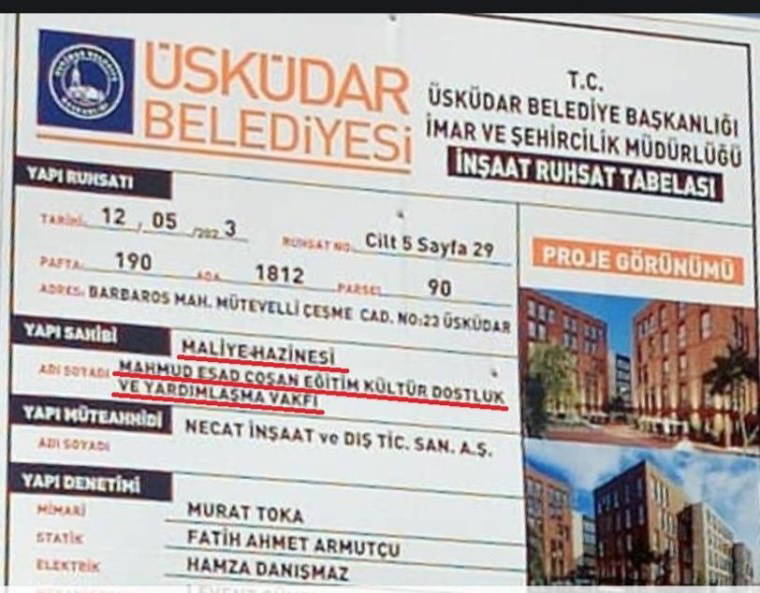 ÜSKÜDAR
BELEDİYESİ
T.C.
ÜSKÜDAR BELEDİYE BAŞKANLIĞI
İMAR VE ŞEHİRCİLİK MÜDÜRLÜĞÜ
İNŞAAT RUHSAT TABELASI
YAPI RUHSATI
TARİHİ: 12 / 05 /202 3 RUHSAT NO: Cilt 5 Sayfa 29
PAFTA: 190 ADA: 1812 PARSEL: 90
ADRES: BARBAROS MAH. MÜTEVELLİ ÇEŞME CAD. NO:23 ÜSKÜDAR
YAPI SAHİBİ
MALİYE HAZİNESİ
ADI SOYADI MAHMUD ESAD COŞAN EĞİTİM KÜLTÜR DOSTLUK
VE YARDIMLAŞMA VAKFI
YAPI MÜTEAHHİDİ
ADI SOYADI NECAT İNŞAAT ve DIŞ TİC. SAN. A.Ş.
YAPI DENETİMİ
MİMARİ MURAT TOKA
STATİK FATİH AHMET ARMUTÇU
ELEKTRİK HAMZA DANIŞMAZ
PROJE GÖRÜNÜMÜ